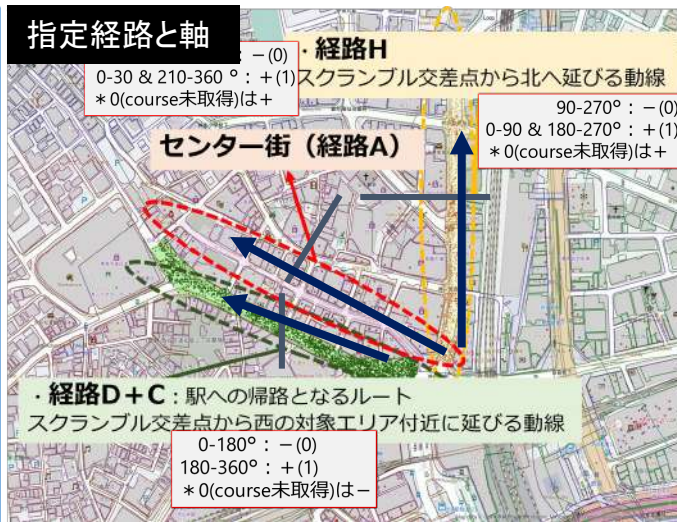 指定経路と軸
：－(0)
0-30 & 210-360 °：＋(1)
＊0(course未取得)は＋
・経路H
スクランブル交差点から北へ延びる動線
90-270°：－(0)
0-90 & 180-270°：＋(1)
＊0(course未取得)は＋
センター街（経路A）
・経路D＋C：駅への帰路となるルート
スクランブル交差点から西の対象エリア付近に延びる動線
0-180°：－(0)
180-360°：＋(1)
＊0(course未取得)は－